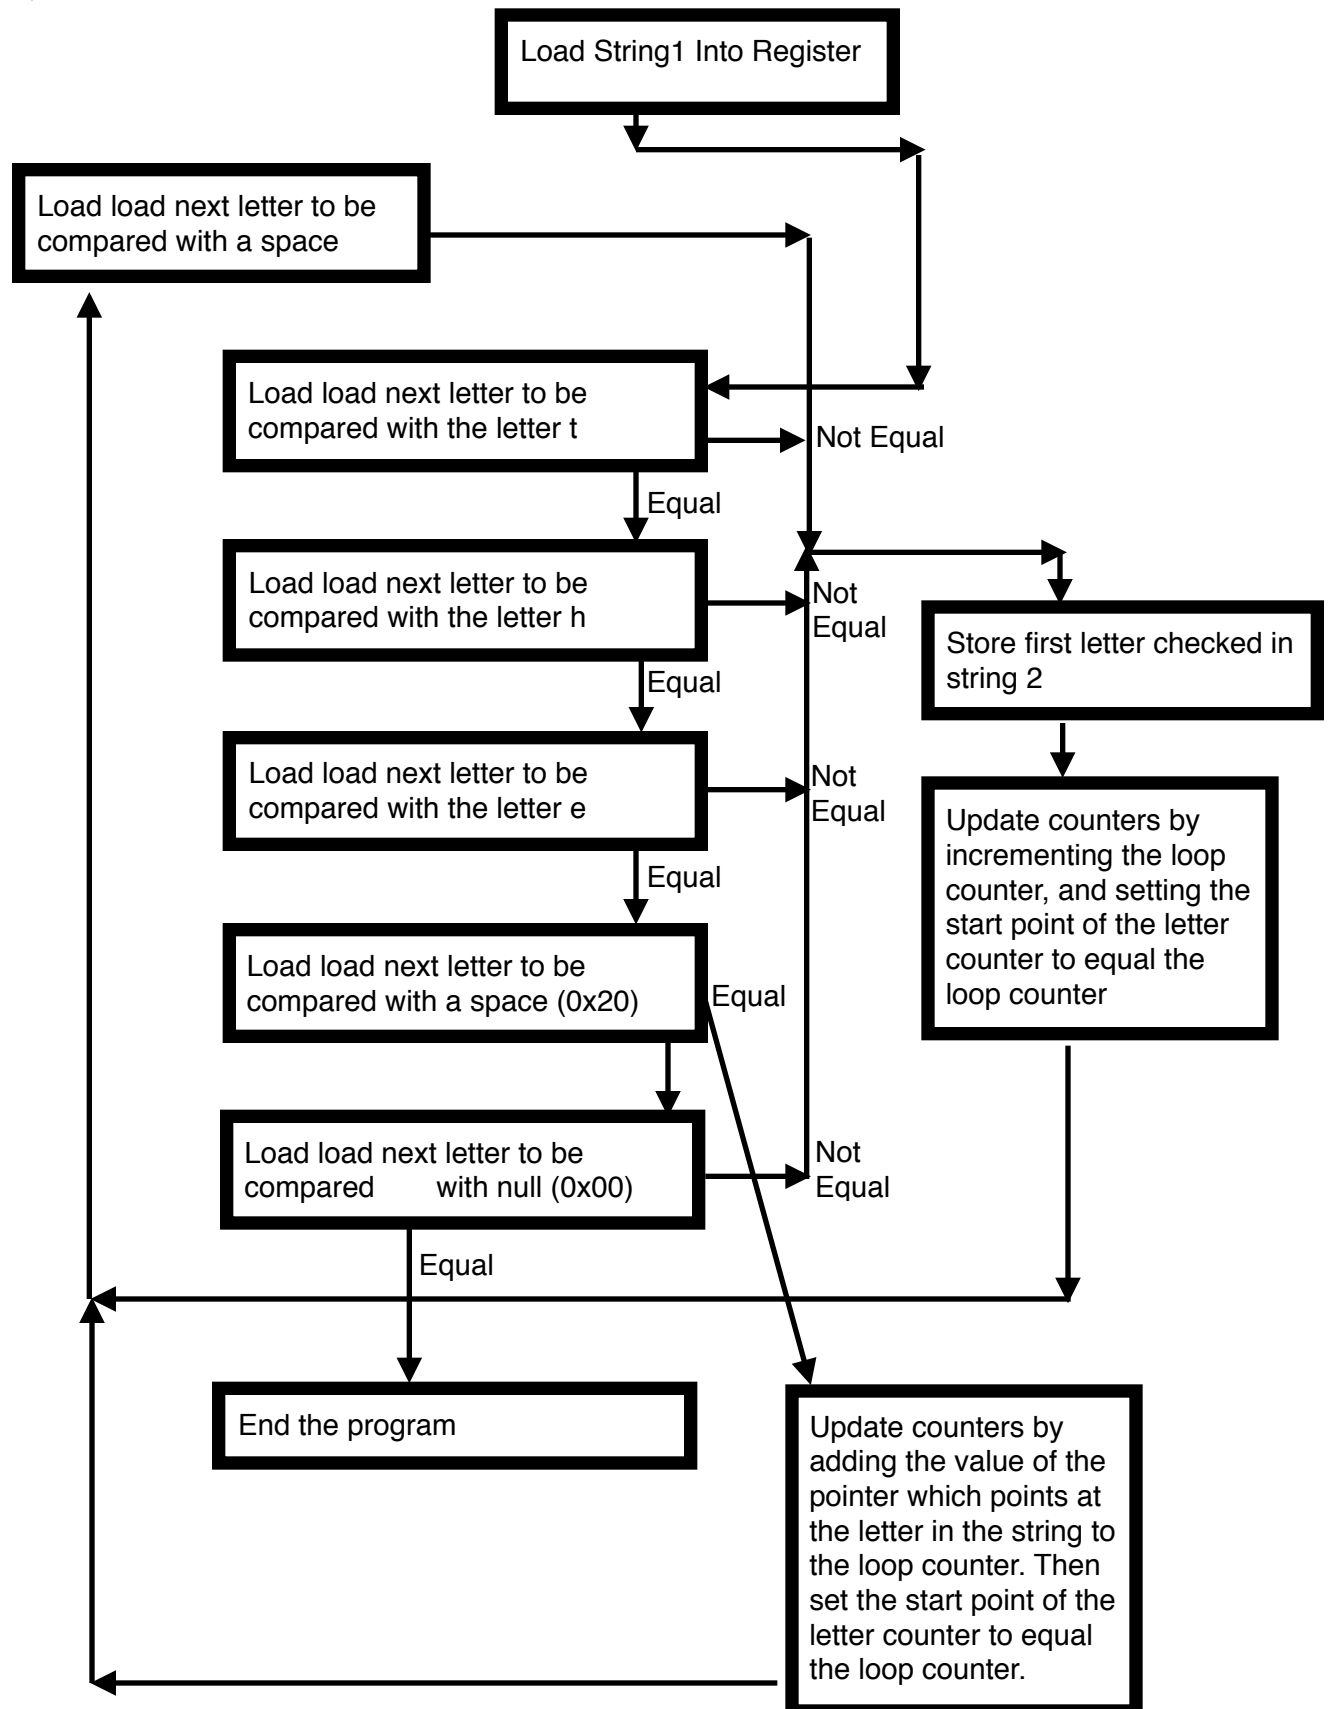 Load String1 Into Register
Load load next letter to be
compared with a space
Load load next letter to be
compared with the letter t
Not Equal
Equal
Load load next letter to be
compared with the letter h
Not
Equal
Store first letter checked in
string 2
Equal
Load load next letter to be
compared with the letter e
Not
Equal
Update counters by
incrementing the loop
counter, and setting the
start point of the letter
counter to equal the
loop counter
Equal
Load load next letter to be
compared with a space (0x20)
Equal
Load load next letter to be
compared with null (0x00)
Not
Equal
Equal
End the program
Update counters by
adding the value of the
pointer which points at
the letter in the string to
the loop counter. Then
set the start point of the
letter counter to equal
the loop counter.